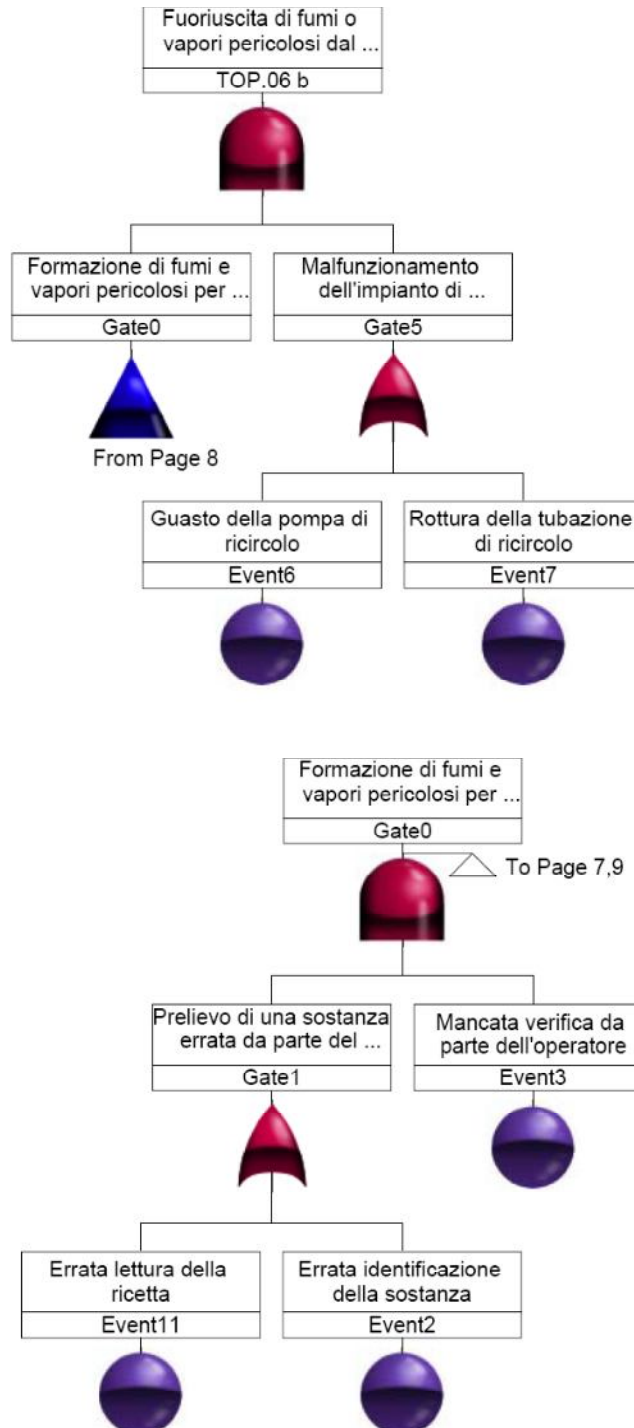 Fuoriuscita di fumi o
vapori pericolosi dal ...
TOP.06 b
Formazione di fumi e
vapori pericolosi per ...
Gate0
From Page 8
Malfunzionamento
dell'impianto di ...
Gate5
Guasto della pompa di
ricircolo
Event6
Rottura della tubazione
di ricircolo
Event7
Formazione di fumi e
vapori pericolosi per ...
Gate0
To Page 7,9
Prelievo di una sostanza
errata da parte del ...
Gate1
Mancata verifica da
parte dell'operatore
Event3
Errata lettura della
ricetta
Event11
Errata identificazione
della sostanza
Event2